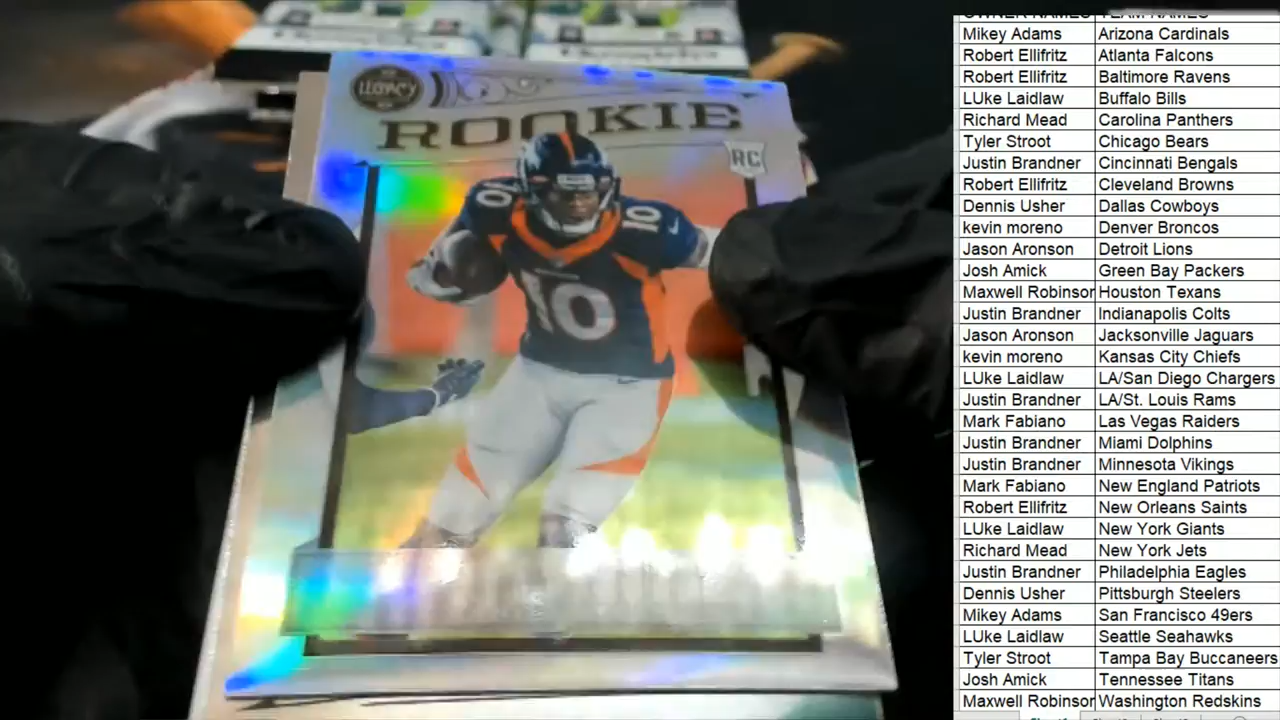 LEGACY
ROOKIE
RC
10
10
10
OWNER NAMES TEAM NAMES
Mikey Adams Arizona Cardinals
Robert Ellifritz Atlanta Falcons
Robert Ellifritz Baltimore Ravens
LUke Laidlaw Buffalo Bills
Richard Mead Carolina Panthers
Tyler Stroot Chicago Bears
Justin Brandner Cincinnati Bengals
Robert Ellifritz Cleveland Browns
Dennis Usher Dallas Cowboys
kevin moreno Denver Broncos
Jason Aronson Detroit Lions
Josh Amick Green Bay Packers
Maxwell Robinson Houston Texans
Justin Brandner Indianapolis Colts
Jason Aronson Jacksonville Jaguars
kevin moreno Kansas City Chiefs
LUke Laidlaw LA/San Diego Chargers
Justin Brandner LA/St. Louis Rams
Mark Fabiano Las Vegas Raiders
Justin Brandner Miami Dolphins
Justin Brandner Minnesota Vikings
Mark Fabiano New England Patriots
Robert Ellifritz New Orleans Saints
LUke Laidlaw New York Giants
Richard Mead New York Jets
Justin Brandner Philadelphia Eagles
Dennis Usher Pittsburgh Steelers
Mikey Adams San Francisco 49ers
LUke Laidlaw Seattle Seahawks
Tyler Stroot Tampa Bay Buccaneers
Josh Amick Tennessee Titans
Maxwell Robinson Washington Redskins